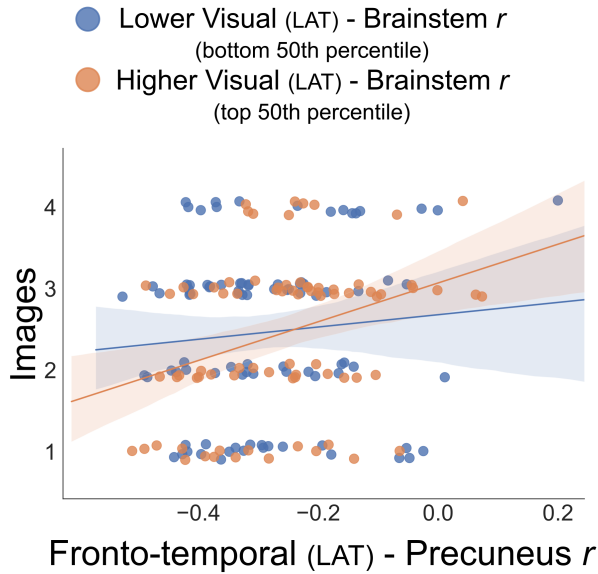 Lower Visual (LAT) - Brainstem r
(bottom 50th percentile)
Higher Visual (LAT) - Brainstem r
(top 50th percentile)
Images
4
3
2
1
−0.4
−0.2
0.0
0.2
Fronto-temporal (LAT) - Precuneus r